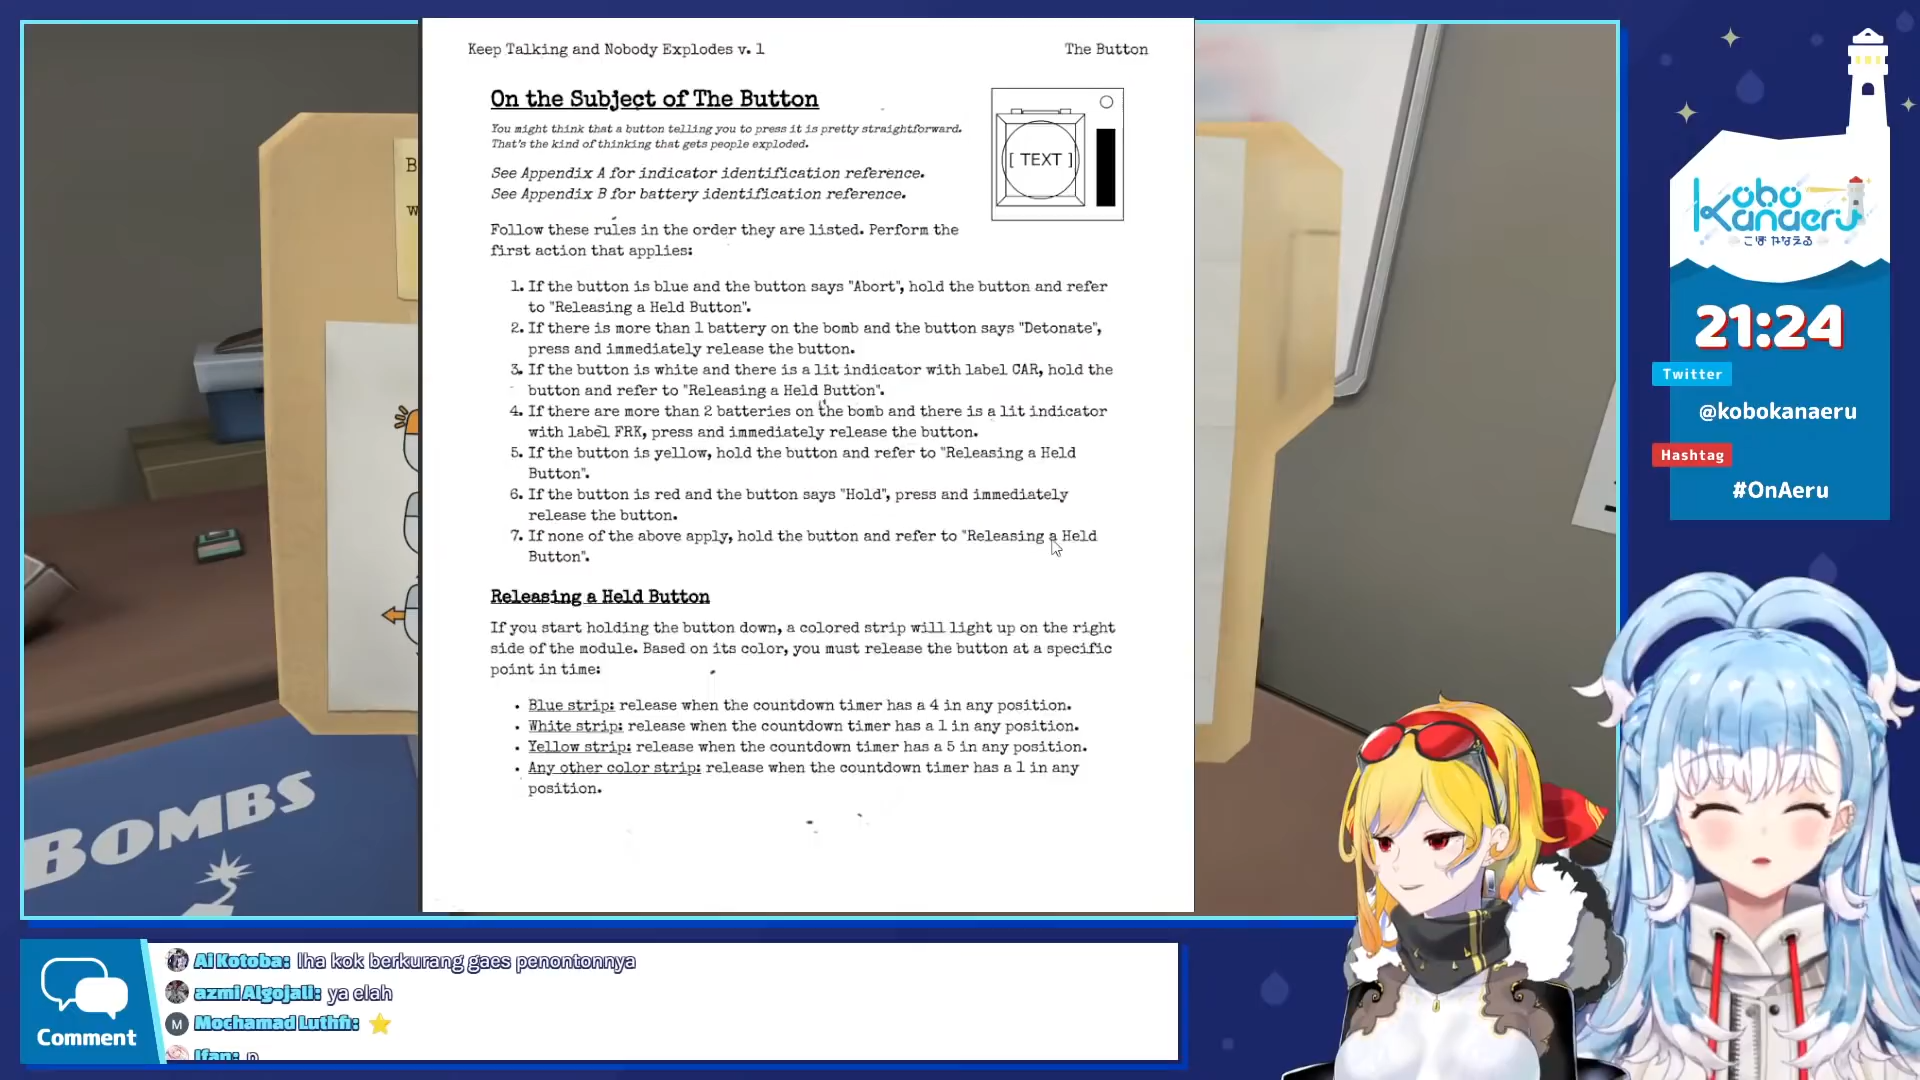 Keep Talking and Nobody Explodes v. 1
The Button
On the Subject of The Button
You might think that a button telling you to press it is pretty straightforward.
That's the kind of thinking that gets people exploded.
See Appendix A for indicator identification reference.
See Appendix B for battery identification reference.
[ TEXT ]
Follow these rules in the order they are listed. Perform the
first action that applies:
1. If the button is blue and the button says "Abort", hold the button and refer
to "Releasing a Held Button".
2. If there is more than 1 battery on the bomb and the button says "Detonate",
press and immediately release the button.
3. If the button is white and there is a lit indicator with label CAR, hold the
button and refer to "Releasing a Held Button".
4. If there are more than 2 batteries on the bomb and there is a lit indicator
with label FRK, press and immediately release the button.
5. If the button is yellow, hold the button and refer to "Releasing a Held
Button".
6. If the button is red and the button says "Hold", press and immediately
release the button.
7. If none of the above apply, hold the button and refer to "Releasing a Held
Button".
Releasing a Held Button
If you start holding the button down, a colored strip will light up on the right
side of the module. Based on its color, you must release the button at a specific
point in time:
• Blue strip: release when the countdown timer has a 4 in any position.
• White strip: release when the countdown timer has a 1 in any position.
• Yellow strip: release when the countdown timer has a 5 in any position.
• Any other color strip: release when the countdown timer has a 1 in any
position.
BOMBS
Kobo
Kanaeru
こぼ かなえる
21:24
Twitter
@kobokanaeru
Hashtag
#OnAeru
Comment
Ai Kotoba: lha kok berkurang gaes penontonnya
azmi Algojali: ya elah
M Mochamad Luthfi: ⭐
Ifan: p